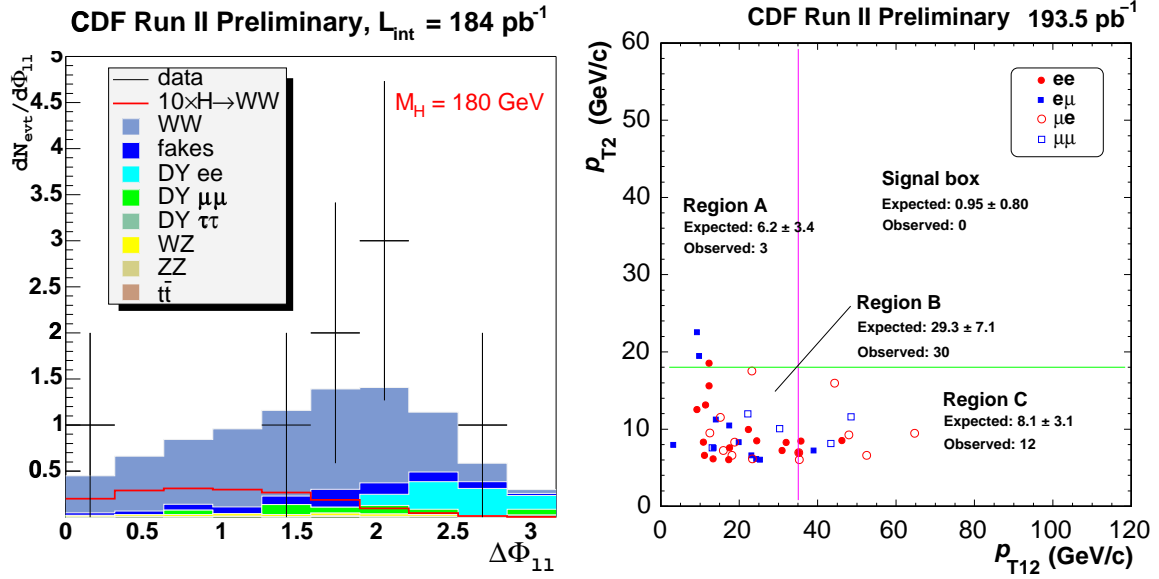 CDF Run II Preliminary, L_int = 184 pb⁻¹
dN_evt/dΦ_ll
5
4.5
4
3.5
3
2.5
2
1.5
1
0.5
data
10×H→WW
WW
fakes
DY ee
DY μμ
DY ττ
WZ
ZZ
tt̄
M_H = 180 GeV
0 0.5 1 1.5 2 2.5 3
ΔΦ_ll
CDF Run II Preliminary 193.5 pb⁻¹
p_T2 (GeV/c)
60
50
40
30
20
10
0
ee
eμ
μe
μμ
Signal box
Expected: 0.95 ± 0.80
Observed: 0
Region A
Expected: 6.2 ± 3.4
Observed: 3
Region B
Expected: 29.3 ± 7.1
Observed: 30
Region C
Expected: 8.1 ± 3.1
Observed: 12
0 20 40 60 80 100 120
p_T12 (GeV/c)